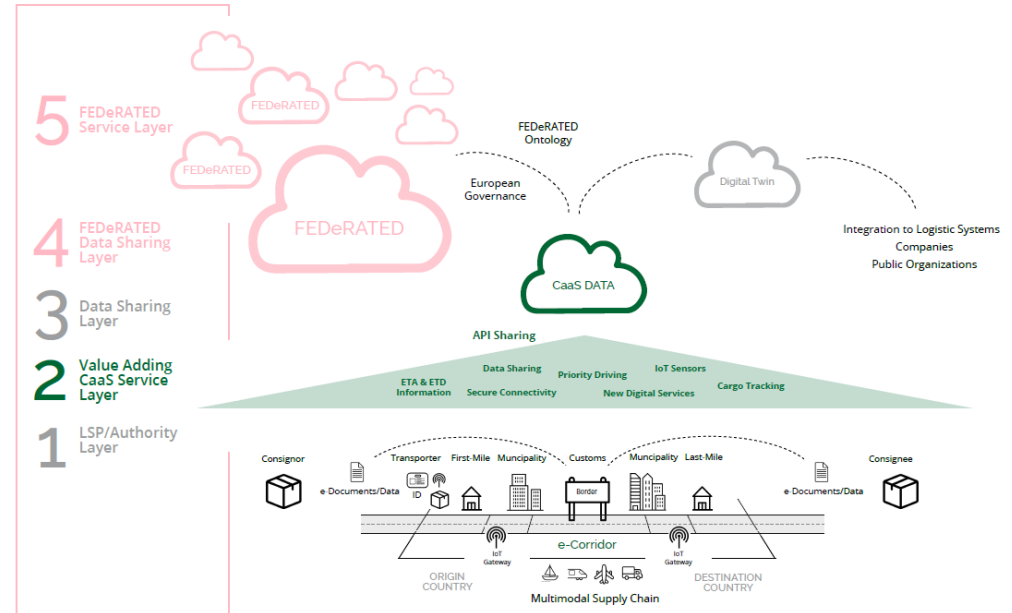 5
FEDeRATED
Service Layer
4
FEDeRATED
Data Sharing
Layer
3
Data Sharing
Layer
2
Value Adding
CaaS Service
Layer
1
LSP/Authority
Layer
FEDeRATED
FEDeRATED
FEDeRATED
FEDeRATED
Ontology
European
Governance
Digital Twin
Integration to Logistic Systems
Companies
Public Organizations
CaaS DATA
API Sharing
Data Sharing
IoT Sensors
Priority Driving
ETA & ETD
Information
Cargo Tracking
Secure Connectivity
New Digital Services
Consignor
e-Documents/Data
Transporter
First-Mile
Muncipality
Customs
Muncipality
Last-Mile
Consignee
e-Documents/Data
ID
Border
IoT
Gateway
e-Corridor
IoT
Gateway
ORIGIN
COUNTRY
DESTINATION
COUNTRY
Multimodal Supply Chain